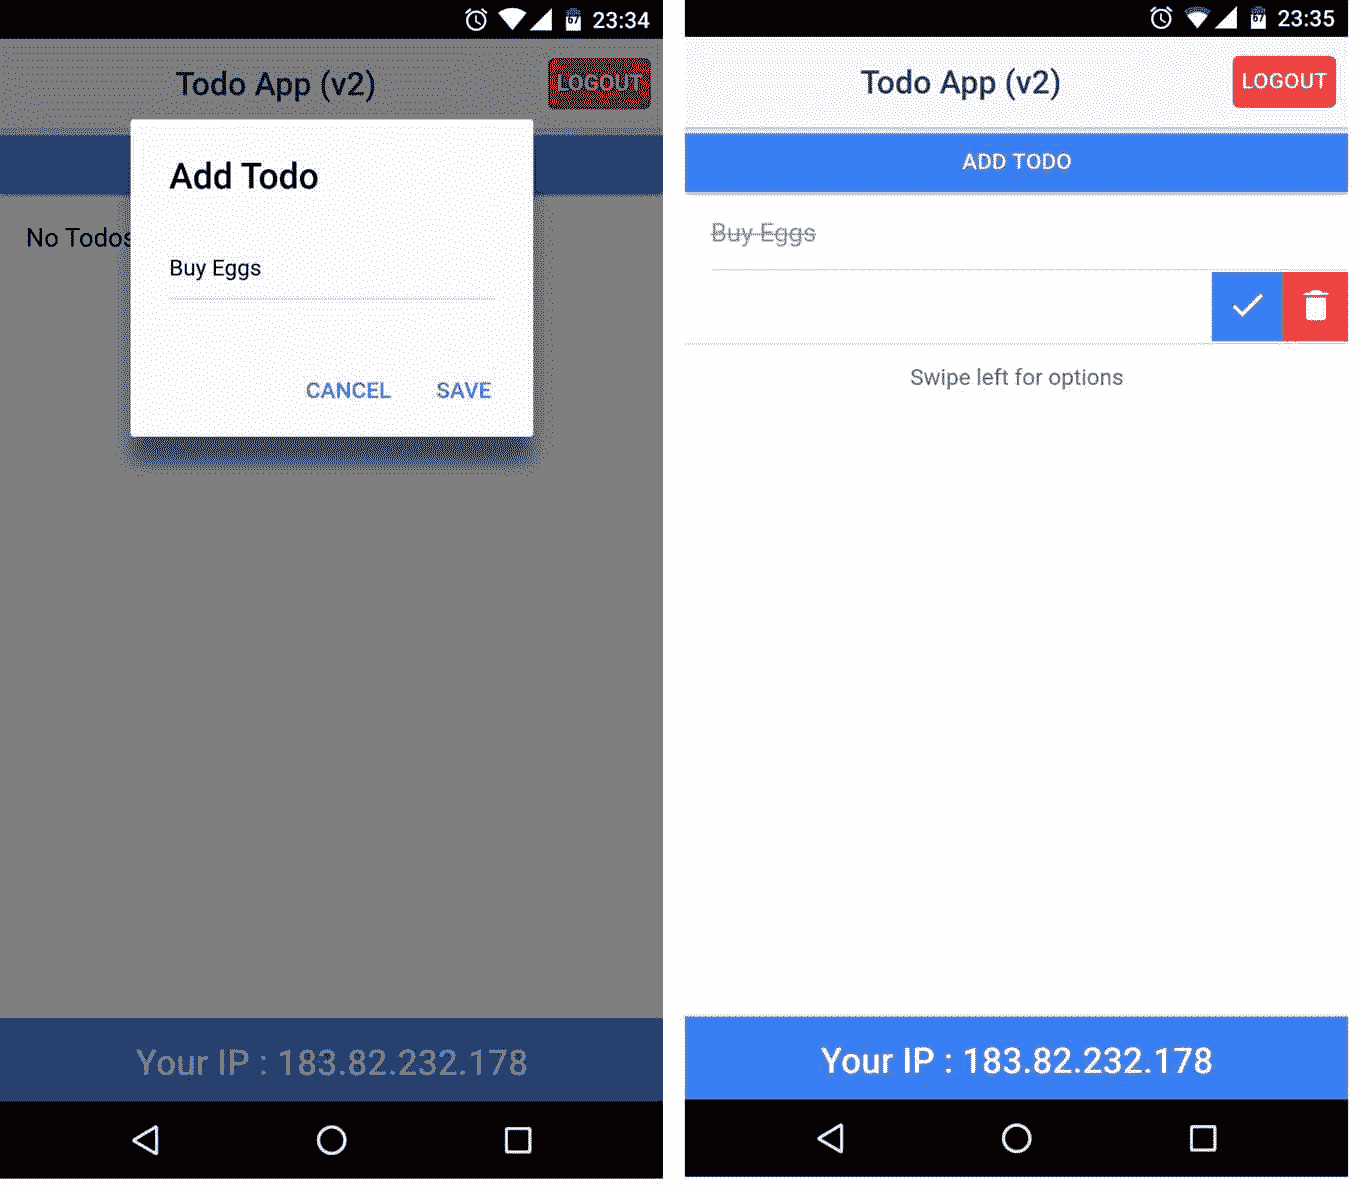 23:34
Todo App (v2)
LOGOUT
Add Todo
No Todos
Buy Eggs
CANCEL SAVE
Your IP : 183.82.232.178
23:35
Todo App (v2)
LOGOUT
ADD TODO
Buy Eggs
Swipe left for options
Your IP : 183.82.232.178